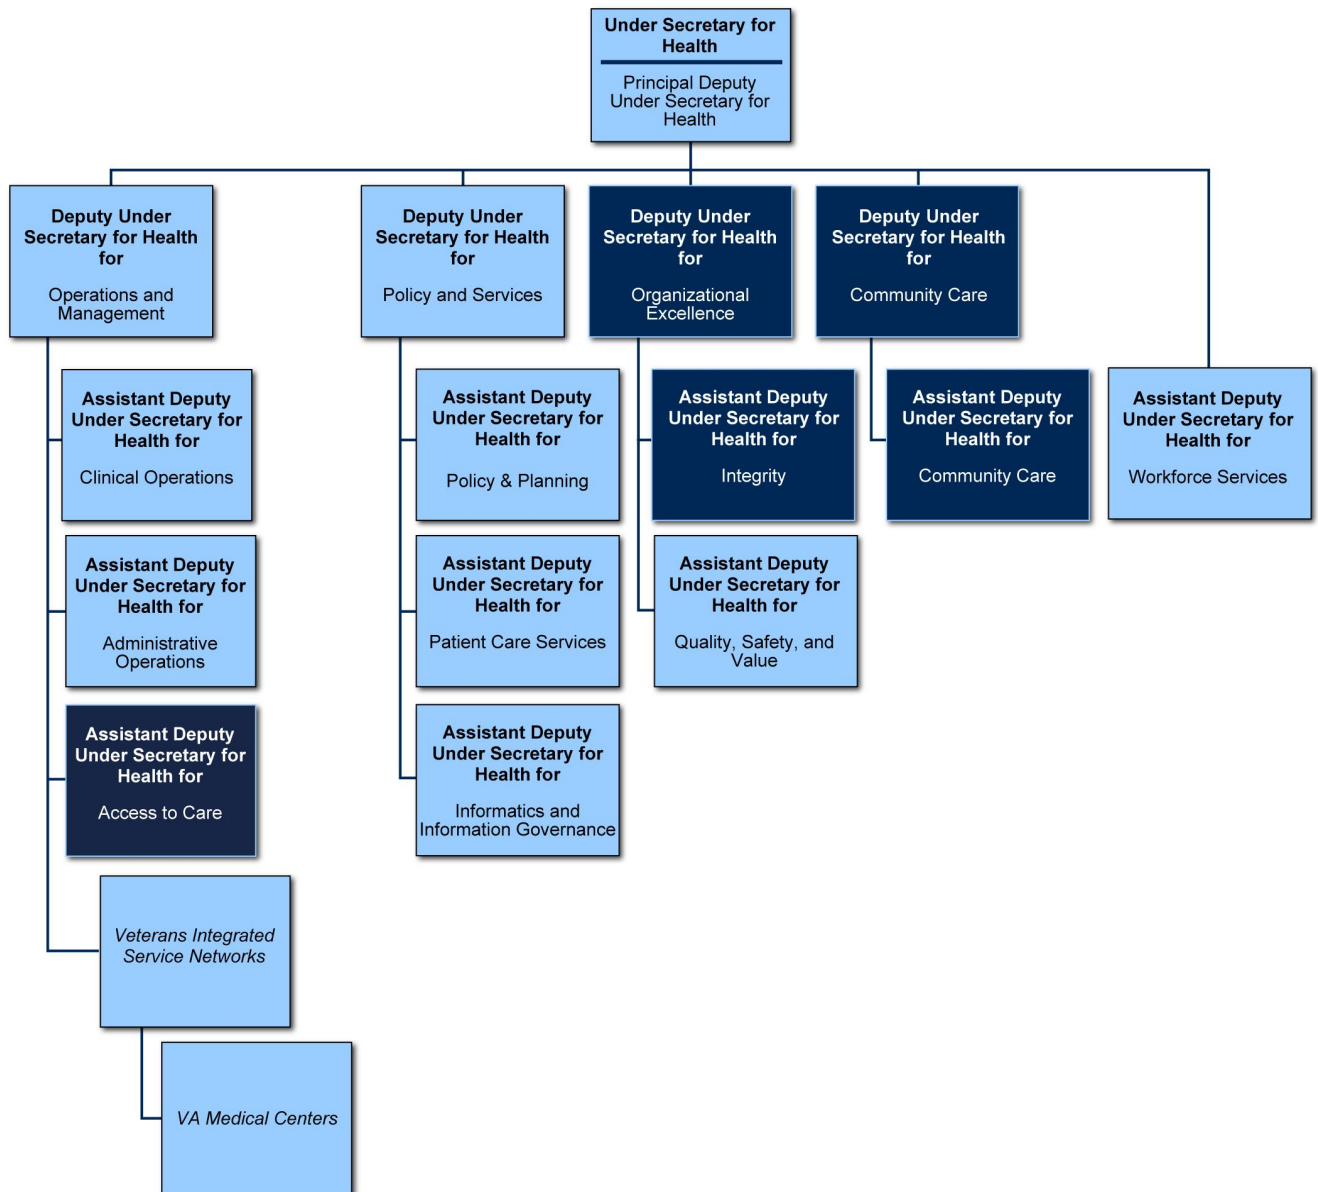 Under Secretary for
Health
Principal Deputy
Under Secretary for
Health
Deputy Under
Secretary for Health
for
Operations and
Management
Deputy Under
Secretary for Health
for
Policy and Services
Deputy Under
Secretary for Health
for
Organizational
Excellence
Deputy Under
Secretary for Health
for
Community Care
Assistant Deputy
Under Secretary for
Health for
Clinical Operations
Assistant Deputy
Under Secretary for
Health for
Policy & Planning
Assistant Deputy
Under Secretary for
Health for
Integrity
Assistant Deputy
Under Secretary for
Health for
Community Care
Assistant Deputy
Under Secretary for
Health for
Workforce Services
Assistant Deputy
Under Secretary for
Health for
Administrative
Operations
Assistant Deputy
Under Secretary for
Health for
Patient Care Services
Assistant Deputy
Under Secretary for
Health for
Quality, Safety, and
Value
Assistant Deputy
Under Secretary for
Health for
Access to Care
Assistant Deputy
Under Secretary for
Health for
Informatics and
Information Governance
Veterans Integrated
Service Networks
VA Medical Centers